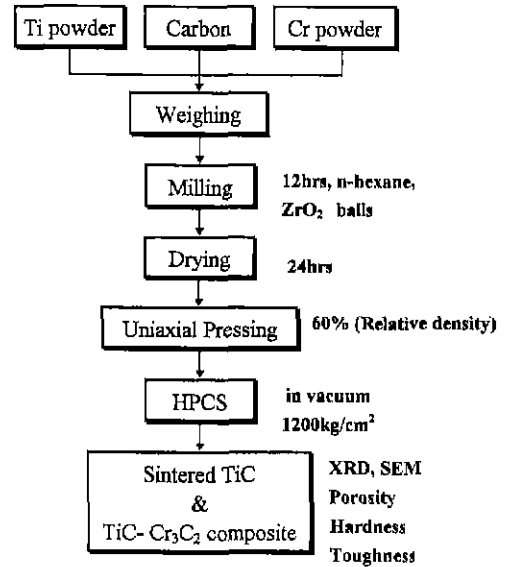 Ti powder
Carbon
Cr powder
Weighing
Milling
12hrs, n-hexane,
ZrO₂ balls
Drying
24hrs
Uniaxial Pressing
60% (Relative density)
HPCS
in vacuum
1200kg/cm²
Sintered TiC
&
TiC- Cr₃C₂ composite
XRD, SEM
Porosity
Hardness
Toughness